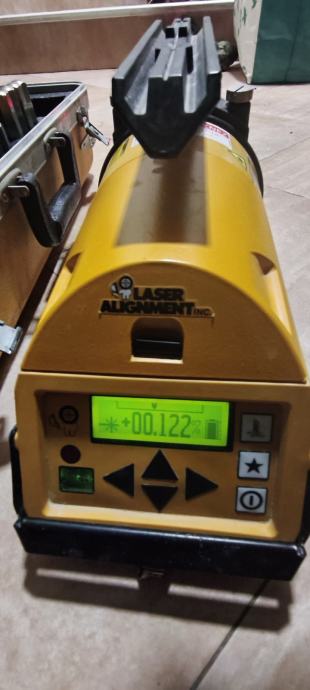 LASER
ALIGNMENT INC.
+00.122%